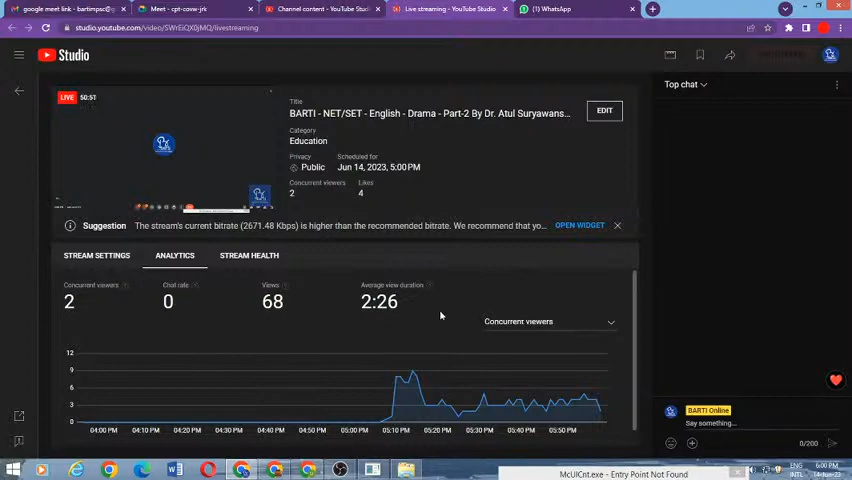 google meet link - bartimpsc@
Meet - cpt-covw-jrk
Channel content - YouTube Stu
Live streaming - YouTube Studio
(1) WhatsApp
studio.youtube.com/video/SWrEiQX0jMQ/livestreaming
Studio
LIVE 50:51
Title
BARTI - NET/SET - English - Drama - Part-2 By Dr. Atul Suryawans...
EDIT
Category
Education
Privacy
Public
Scheduled for
Jun 14, 2023, 5:00 PM
Concurrent viewers
2
Likes
4
Suggestion The stream's current bitrate (2671.48 Kbps) is higher than the recommended bitrate. We recommend that yo... OPEN WIDGET
STREAM SETTINGS ANALYTICS STREAM HEALTH
Concurrent viewers
2
Chat rate
0
Views
68
Average view duration
2:26
Concurrent viewers
12
9
6
3
0
04:00 PM 04:10 PM 04:20 PM 04:30 PM 04:40 PM 04:50 PM 05:00 PM 05:10 PM 05:20 PM 05:30 PM 05:40 PM 05:50 PM
Top chat
BARTI Online
Say something...
0/200
McUICnt.exe - Entry Point Not Found
ENG
INTL
6:00 PM
14-Jun-23